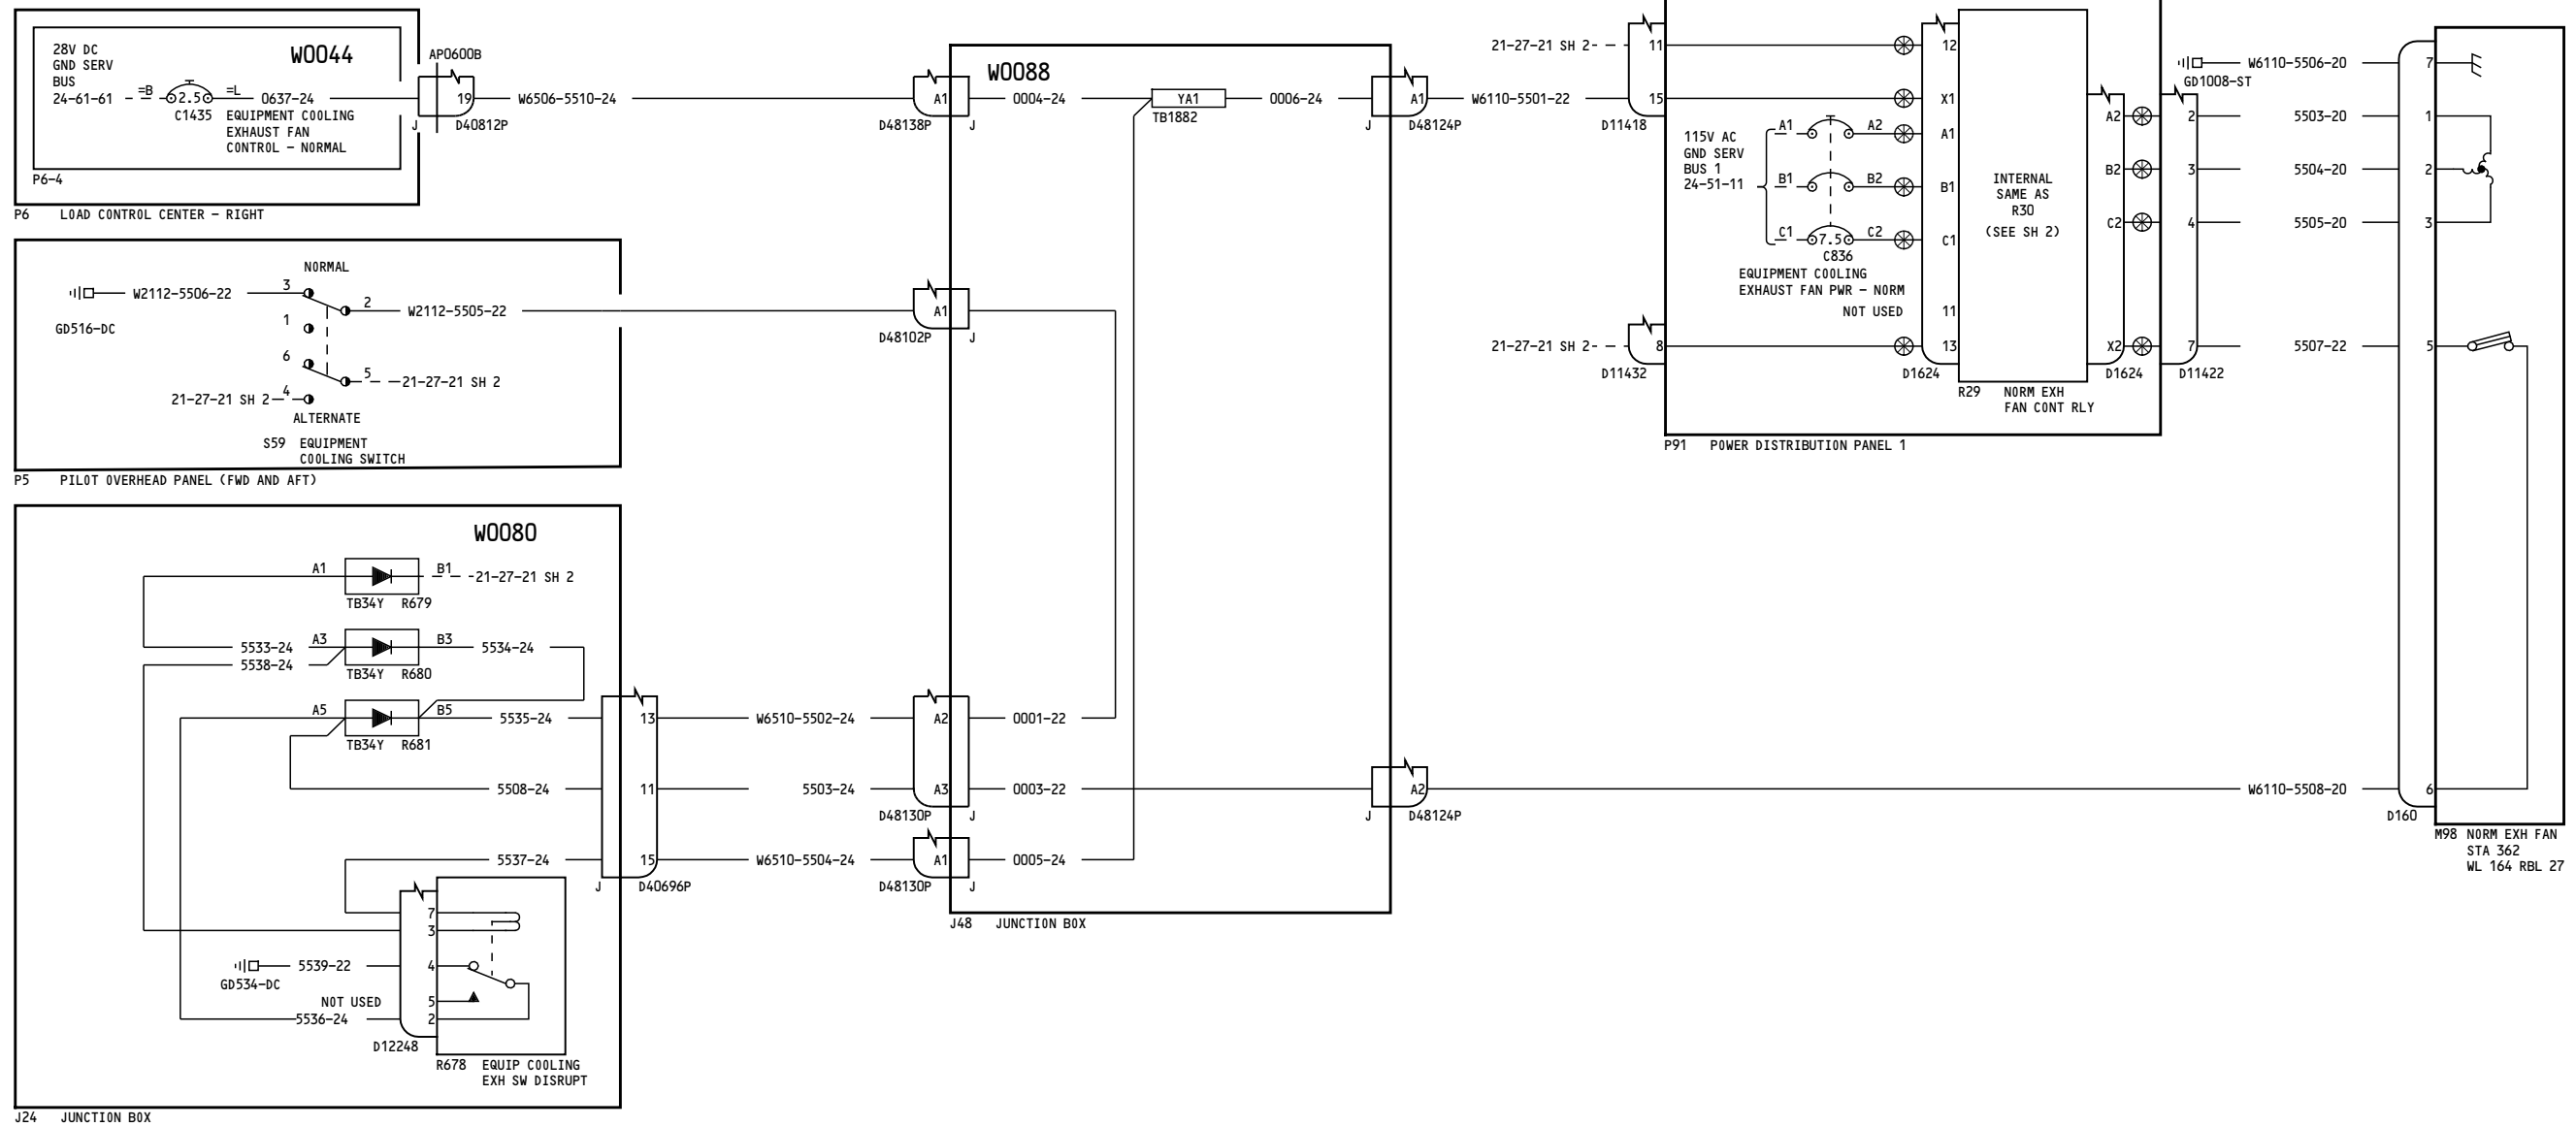 28V DC
GND SERV
BUS
24-61-61
=B
2.5
C1435
=L
0637-24
EQUIPMENT COOLING
EXHAUST FAN
CONTROL - NORMAL
W0044
P6-4
P6 LOAD CONTROL CENTER - RIGHT
AP0600B
19
J
D40812P
W6506-5510-24
NORMAL
3
W2112-5506-22
GD516-DC
2
W2112-5505-22
1
6
5
21-27-21 SH 2
21-27-21 SH 2
4
ALTERNATE
S59 EQUIPMENT
COOLING SWITCH
P5 PILOT OVERHEAD PANEL (FWD AND AFT)
W0080
A1
B1
21-27-21 SH 2
TB34Y R679
5533-24
A3
B3
5534-24
5538-24
TB34Y R680
A5
B5
5535-24
TB34Y R681
5508-24
5537-24
13
11
15
J
D40696P
7
3
5539-22
4
GD534-DC
NOT USED
5
5536-24
2
D12248
R678 EQUIP COOLING
EXH SW DISRUPT
J24 JUNCTION BOX
W6510-5502-24
5503-24
W6510-5504-24
W0088
A1
D48138P
J
0004-24
YA1
TB1882
0006-24
J
A1
D48124P
A1
D48102P
J
A2
0001-22
A3
0003-22
D48130P
J
A1
0005-24
D48130P
J
J
A2
D48124P
J48 JUNCTION BOX
21-27-21 SH 2
11
W6110-5501-22
15
D11418
12
X1
115V AC
GND SERV
BUS 1
24-51-11
A1
A2
A1
B1
B2
B1
C1
7.5
C2
C1
C836
EQUIPMENT COOLING
EXHAUST FAN PWR - NORM
NOT USED
11
21-27-21 SH 2
8
13
D11432
D1624
INTERNAL
SAME AS
R30
(SEE SH 2)
R29 NORM EXH
FAN CONT RLY
A2
B2
C2
X2
D1624
2
3
4
7
D11422
P91 POWER DISTRIBUTION PANEL 1
GD1008-ST
W6110-5506-20
5503-20
5504-20
5505-20
5507-22
W6110-5508-20
7
1
2
3
5
6
D160
M98 NORM EXH FAN
STA 362
WL 164 RBL 27